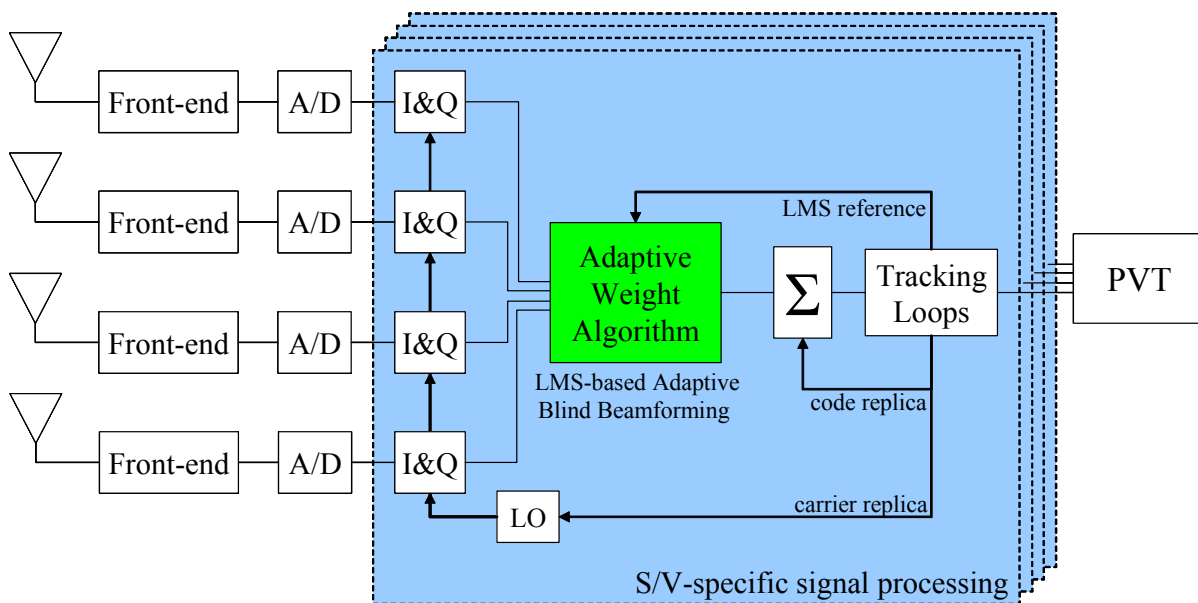 Front-end
A/D
I&Q
Front-end
A/D
I&Q
LMS reference
Adaptive
Weight
Algorithm
Σ
Tracking
Loops
PVT
Front-end
A/D
I&Q
LMS-based Adaptive
Blind Beamforming
code replica
Front-end
A/D
I&Q
LO
carrier replica
S/V-specific signal processing